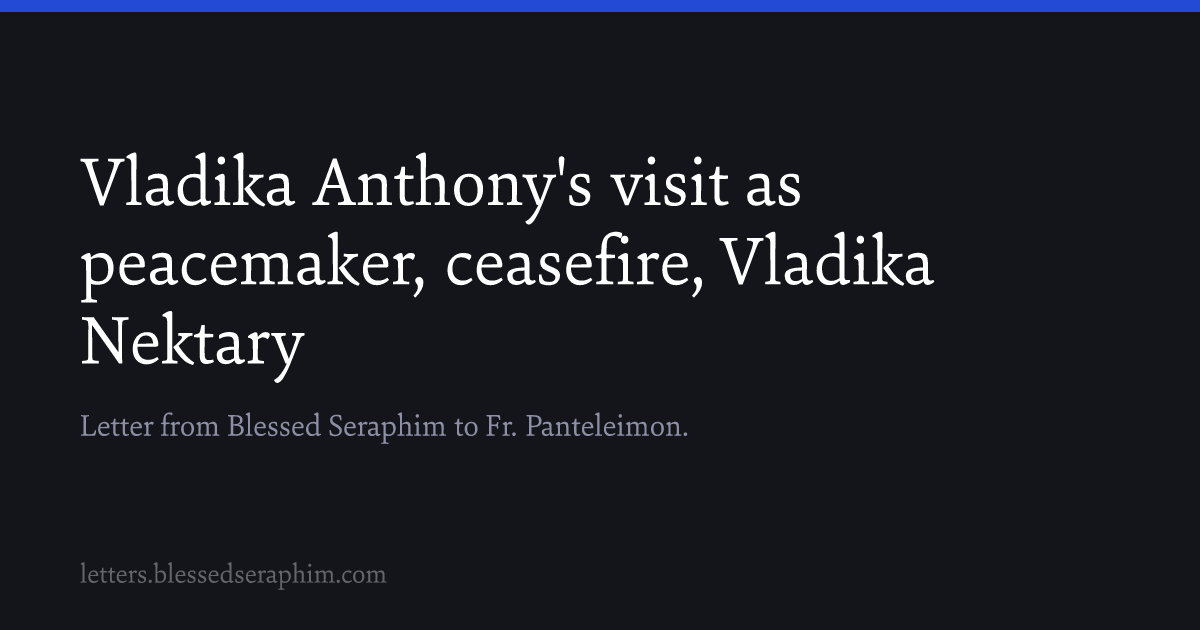 Vladika Anthony's visit as
peacemaker, ceasefire, Vladika
Nektary
Letter from Blessed Seraphim to Fr. Panteleimon.
letters.blessedseraphim.com